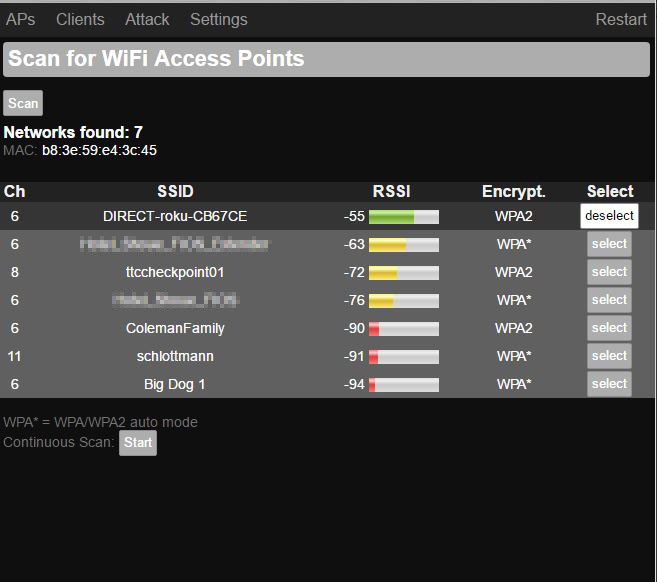 APs Clients Attack Settings Restart
Scan for WiFi Access Points
Scan
Networks found: 7
MAC: b8:3e:59:e4:3c:45
Ch SSID RSSI Encrypt. Select
6 DIRECT-roku-CB67CE -55 WPA2 deselect
6 -63 WPA* select
8 ttccheckpoint01 -72 WPA2 select
6 -76 WPA* select
6 ColemanFamily -90 WPA2 select
11 schlottmann -91 WPA* select
6 Big Dog 1 -94 WPA* select
WPA* = WPA/WPA2 auto mode
Continuous Scan: Start